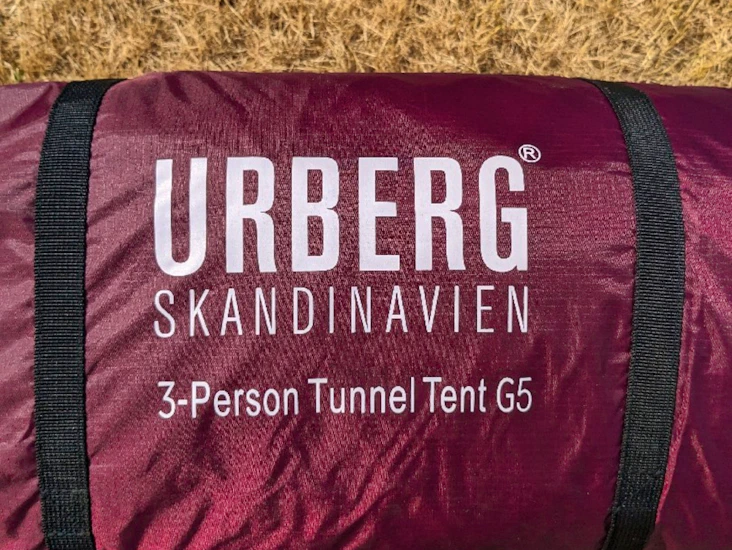 URBERG®
SKANDINAVIEN
3-Person Tunnel Tent G5